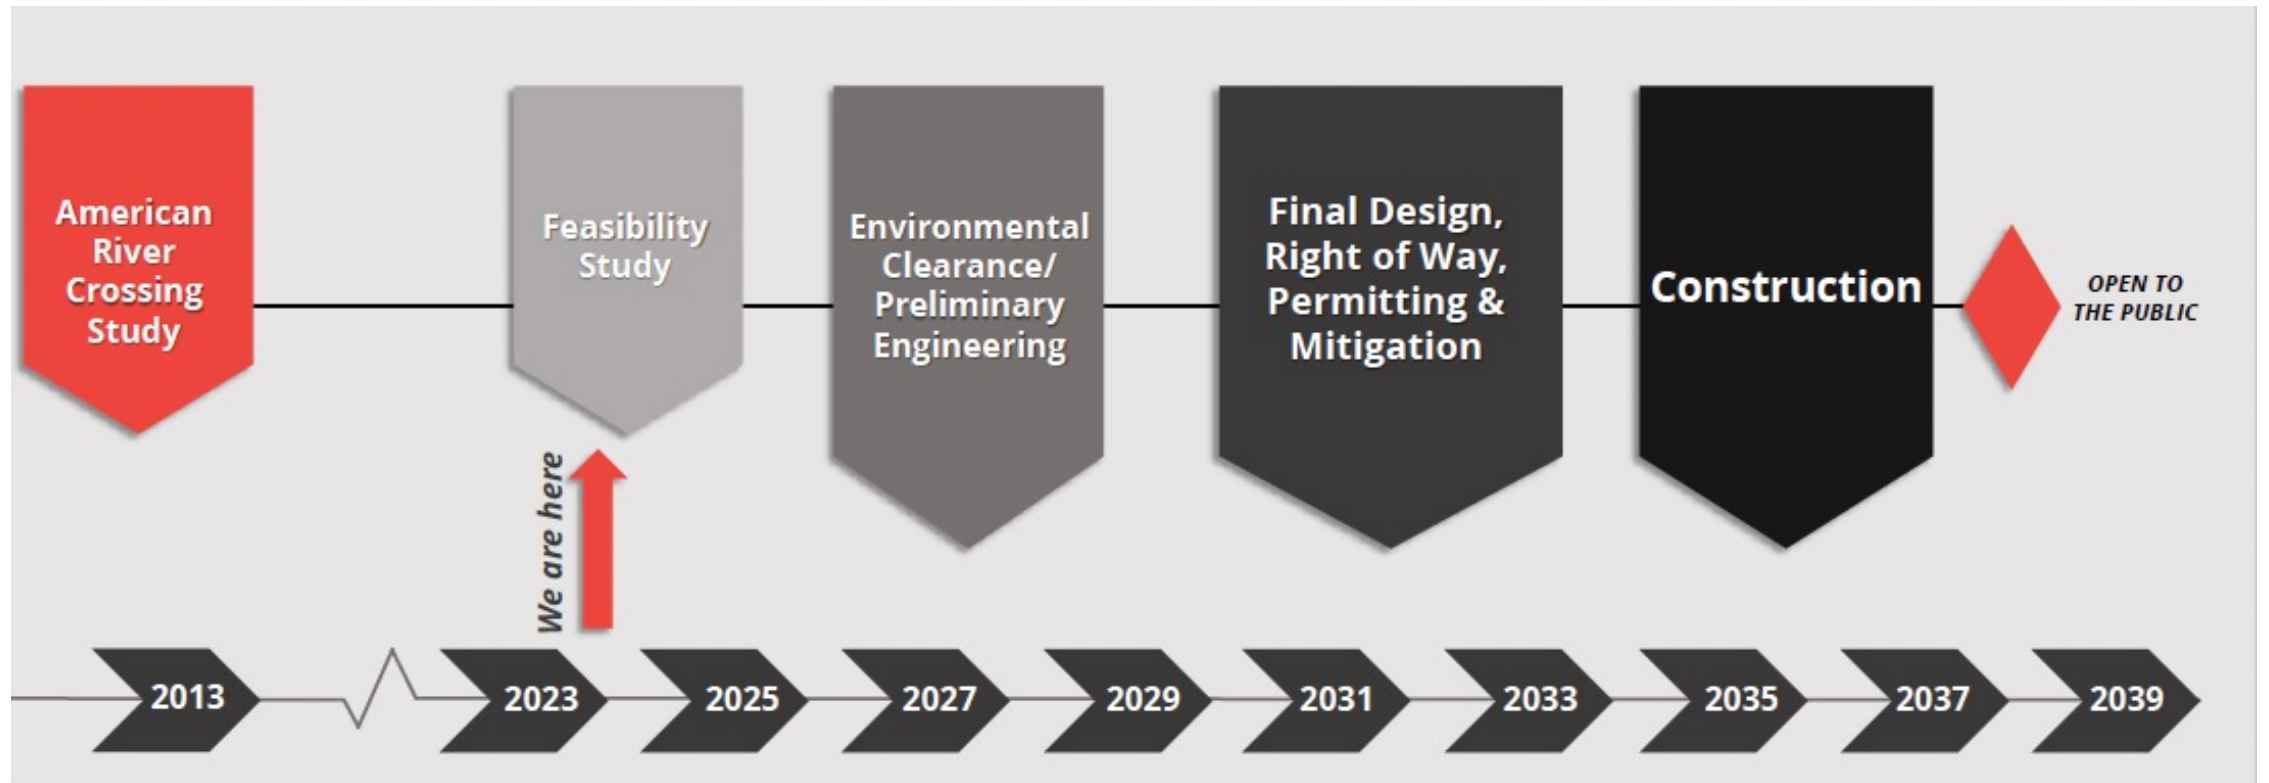 American
River
Crossing
Study
Feasibility
Study
Environmental
Clearance/
Preliminary
Engineering
Final Design,
Right of Way,
Permitting &
Mitigation
Construction
OPEN TO
THE PUBLIC
We are here
2013
2023
2025
2027
2029
2031
2033
2035
2037
2039